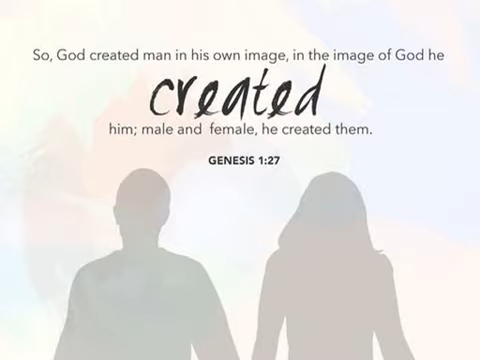 So, God created man in his own image, in the image of God he
created
him; male and female, he created them.
GENESIS 1:27